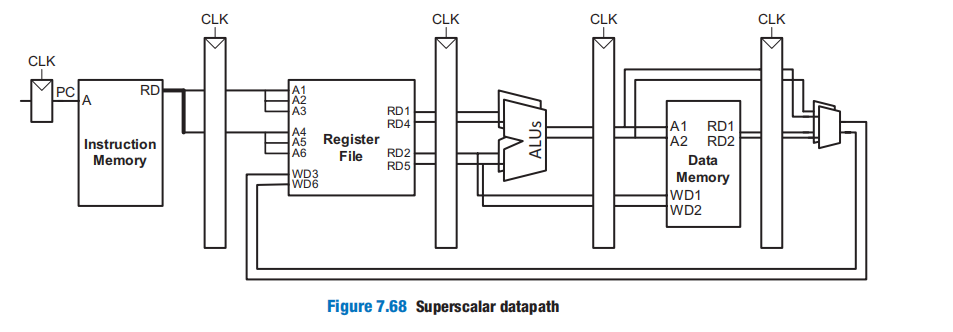 CLK
CLK
CLK
CLK
CLK
PC
A
RD
Instruction
Memory
A1
A2
A3
A4
A5
A6
WD3
WD6
Register
File
RD1
RD4
RD2
RD5
ALUs
A1
A2
RD1
RD2
Data
Memory
WD1
WD2
Figure 7.68 Superscalar datapath